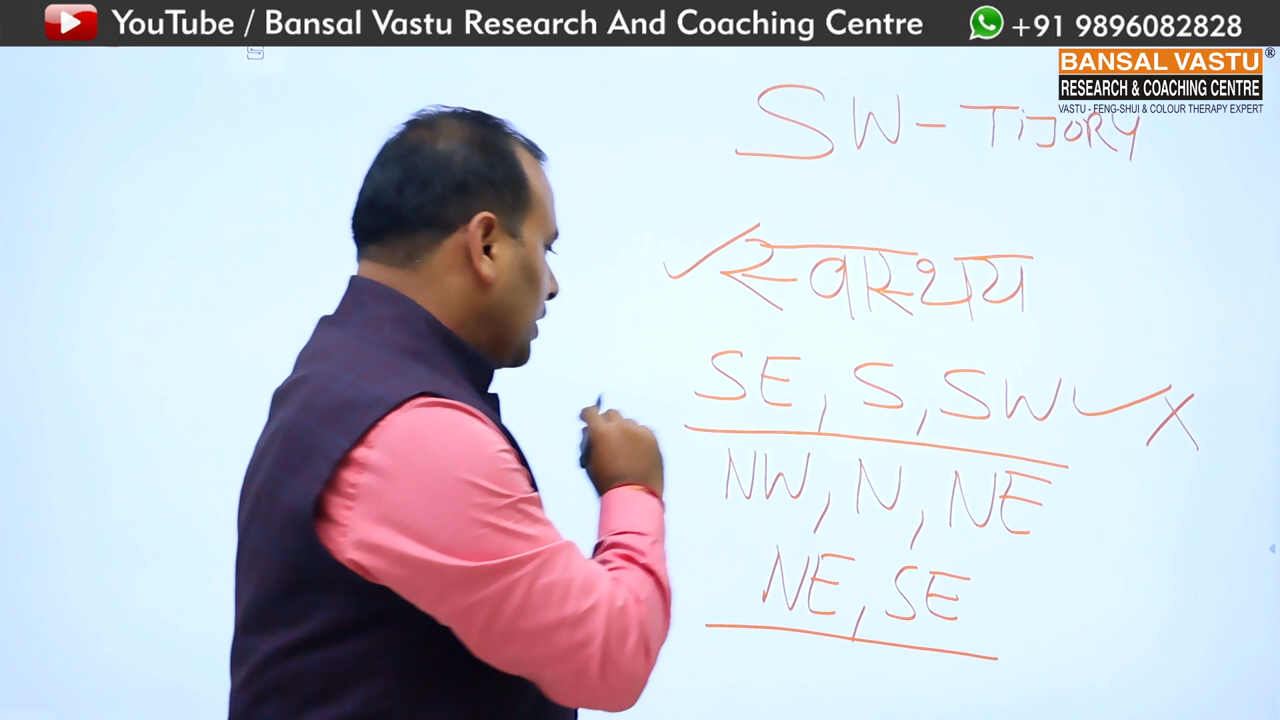 YouTube / Bansal Vastu Research And Coaching Centre +91 9896082828
BANSAL VASTU®
RESEARCH & COACHING CENTRE
VASTU - FENG-SHUI & COLOUR THERAPY EXPERT
SW - TIJORY
स्वास्थय
SE, S, SW
NW, N, NE
NE, SE